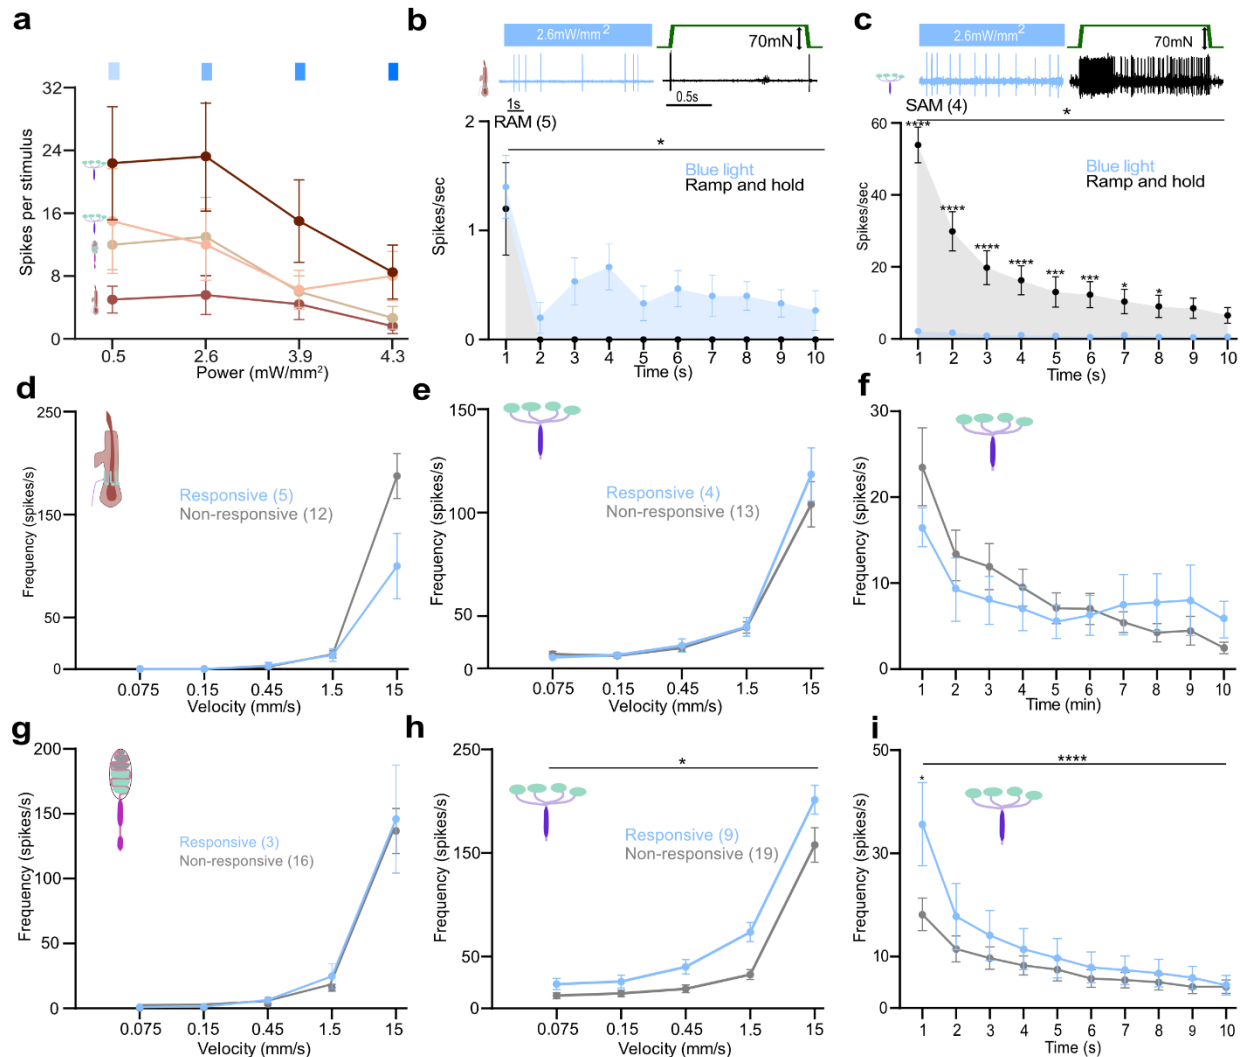 a
Spikes per stimulus
32
24
16
8
0
0.5
2.6
3.9
4.3
Power (mW/mm²)
b
2.6mW/mm²
70mN
1s
0.5s
RAM (5)
*
Blue light
Ramp and hold
Spikes/sec
2
1
0
1 2 3 4 5 6 7 8 9 10
Time (s)
c
2.6mW/mm²
70mN
SAM (4)
*
**** **** **** **** *** *** * *
Blue light
Ramp and hold
Spikes/sec
60
40
20
0
1 2 3 4 5 6 7 8 9 10
Time (s)
d
Frequency (spikes/s)
250
150
50
0
Responsive (5)
Non-responsive (12)
0.075 0.15 0.45 1.5 15
Velocity (mm/s)
e
Frequency (spikes/s)
150
100
50
0
Responsive (4)
Non-responsive (13)
0.075 0.15 0.45 1.5 15
Velocity (mm/s)
f
Frequency (spikes/s)
30
20
10
0
1 2 3 4 5 6 7 8 9 10
Time (min)
g
Frequency (spikes/s)
200
150
100
50
0
Responsive (3)
Non-responsive (16)
0.075 0.15 0.45 1.5 15
Velocity (mm/s)
h
Frequency (spikes/s)
250
150
50
0
*
Responsive (9)
Non-responsive (19)
0.075 0.15 0.45 1.5 15
Velocity (mm/s)
i
Frequency (spikes/s)
50
30
10
0
****
*
1 2 3 4 5 6 7 8 9 10
Time (s)